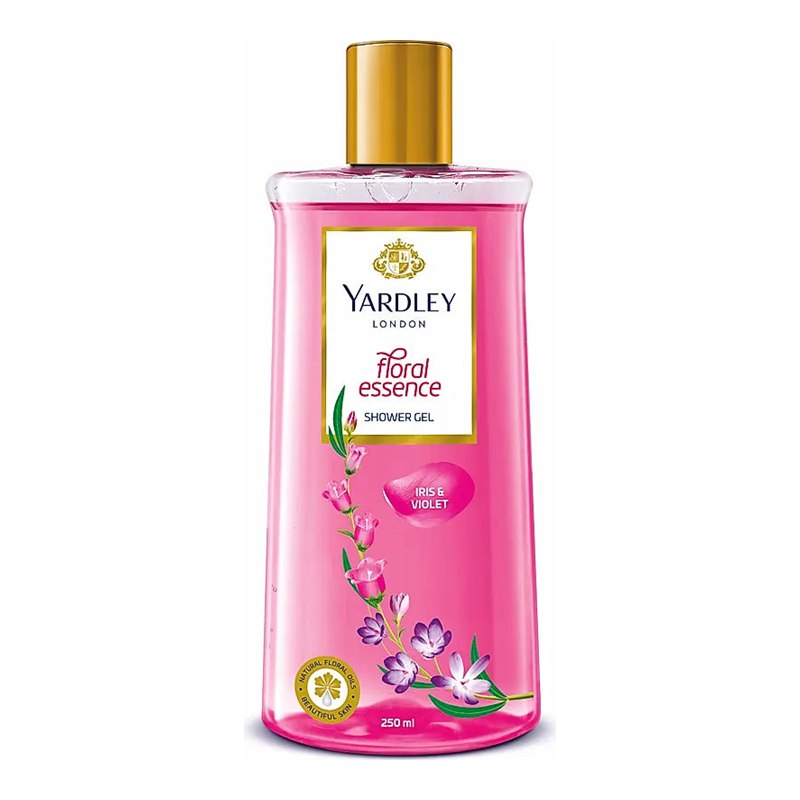 YARDLEY
LONDON
floral
essence
SHOWER GEL
IRIS &
VIOLET
NATURAL FLORAL OILS
BEAUTIFUL SKIN
250 ml